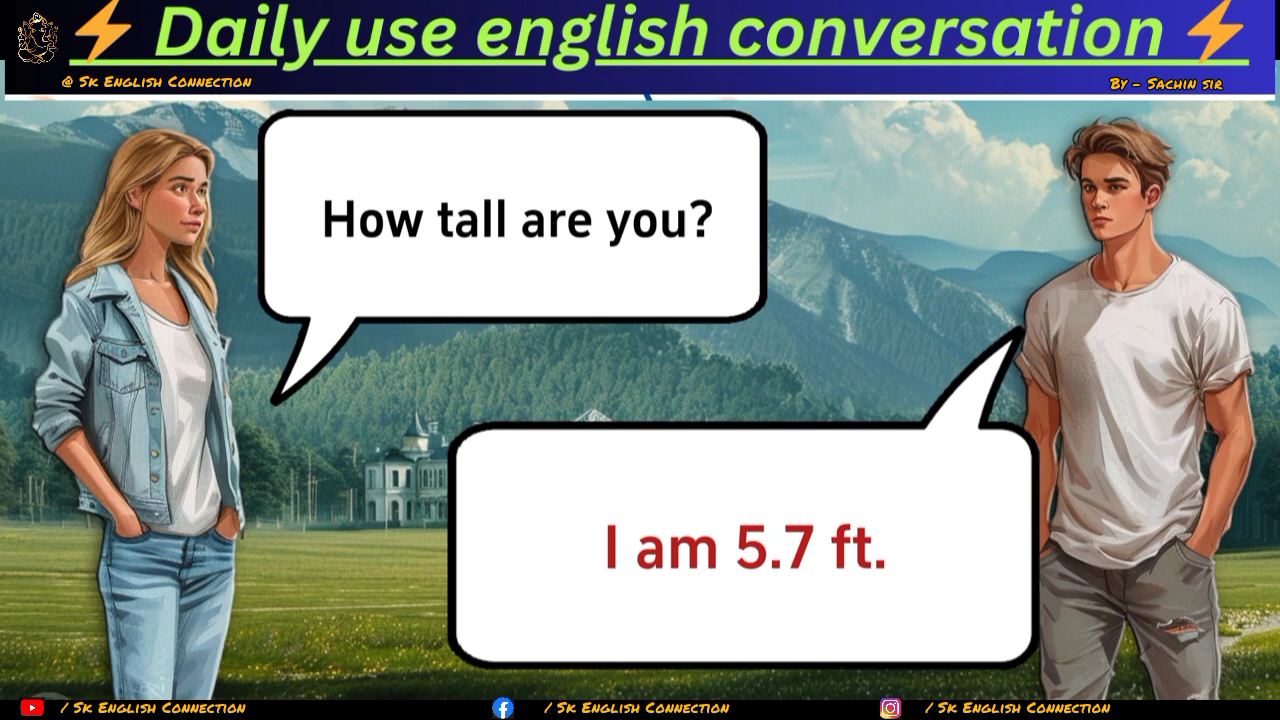 ⚡ Daily use english conversation ⚡
@ Sk English Connection
By - Sachin sir
How tall are you?
I am 5.7 ft.
/ Sk English Connection
/ Sk English Connection
/ Sk English Connection